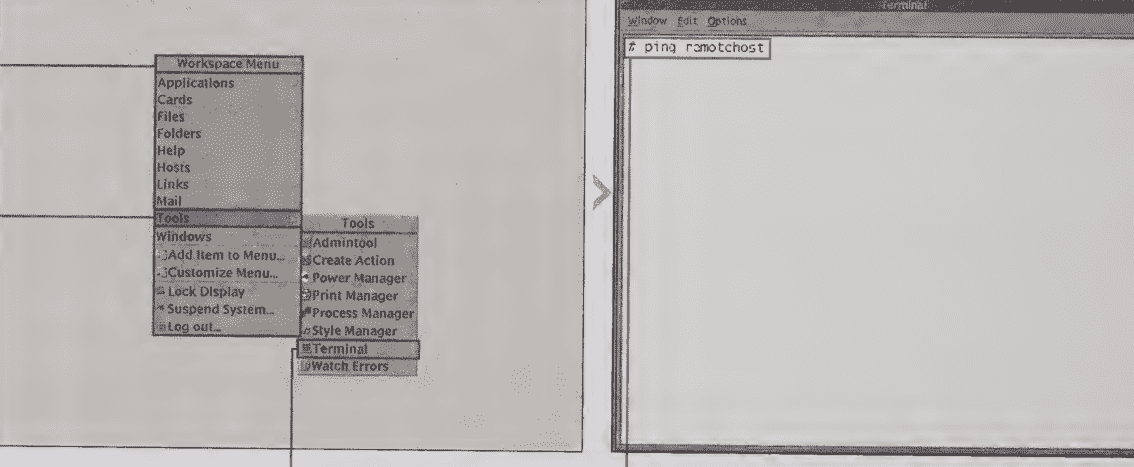 Workspace Menu
Applications
Cards
Files
Folders
Help
Hosts
Links
Mail
Tools
Windows
Add Item to Menu...
Customize Menu...
Lock Display
Suspend System...
Log out...
Tools
Admintool
Create Action
Power Manager
Print Manager
Process Manager
Style Manager
Terminal
Watch Errors
Terminal
Window Edit Options
# ping remotehost